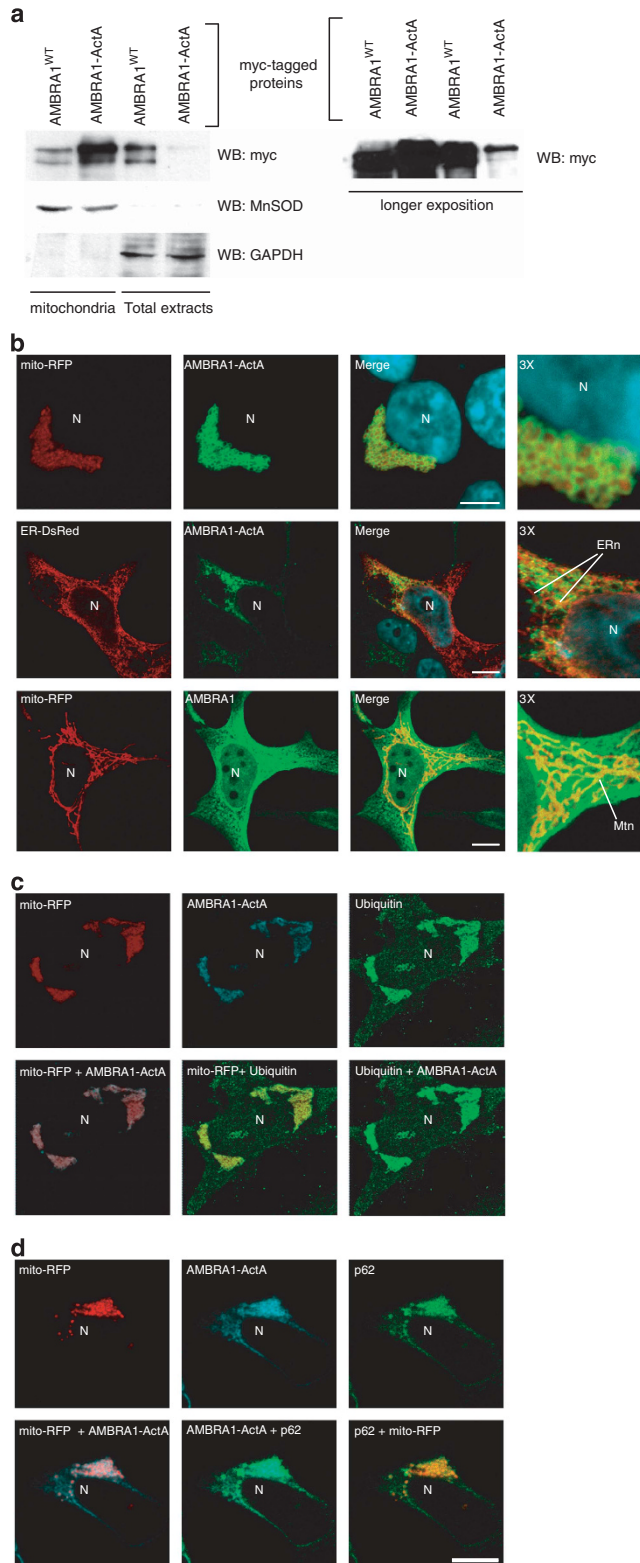 a
AMBRA1WT
AMBRA1-ActA
AMBRA1WT
AMBRA1-ActA
myc-tagged
proteins
AMBRA1WT
AMBRA1-ActA
AMBRA1WT
AMBRA1-ActA
WB: myc
WB: myc
longer exposition
WB: MnSOD
WB: GAPDH
mitochondria Total extracts
b
mito-RFP AMBRA1-ActA Merge 3X
N N N N
ER-DsRed AMBRA1-ActA Merge 3X
ERn
N N N N
mito-RFP AMBRA1 Merge 3X
N N N
Mtn
c
mito-RFP AMBRA1-ActA Ubiquitin
N N N
mito-RFP + AMBRA1-ActA mito-RFP+ Ubiquitin Ubiquitin + AMBRA1-ActA
N N N
d
mito-RFP AMBRA1-ActA p62
N N N
mito-RFP + AMBRA1-ActA AMBRA1-ActA + p62 p62 + mito-RFP
N N N